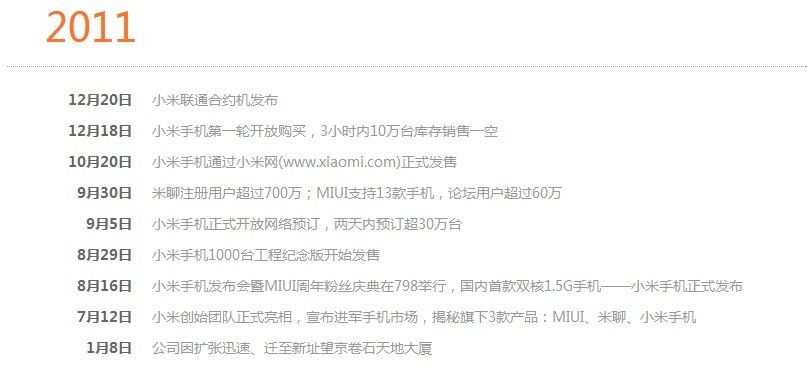 2011
12月20日 小米联通合约机发布
12月18日 小米手机第一轮开放购买，3小时内10万台库存销售一空
10月20日 小米手机通过小米网(www.xiaomi.com)正式发售
9月30日 米聊注册用户超过700万；MIUI支持13款手机，论坛用户超过60万
9月5日 小米手机正式开放网络预订，两天内预订超30万台
8月29日 小米手机1000台工程纪念版开始发售
8月16日 小米手机发布会暨MIUI周年粉丝庆典在798举行，国内首款双核1.5G手机——小米手机正式发布
7月12日 小米创始团队正式亮相，宣布进军手机市场，揭秘旗下3款产品：MIUI、米聊、小米手机
1月8日 公司因扩张迅速、迁至新址望京卷石天地大厦